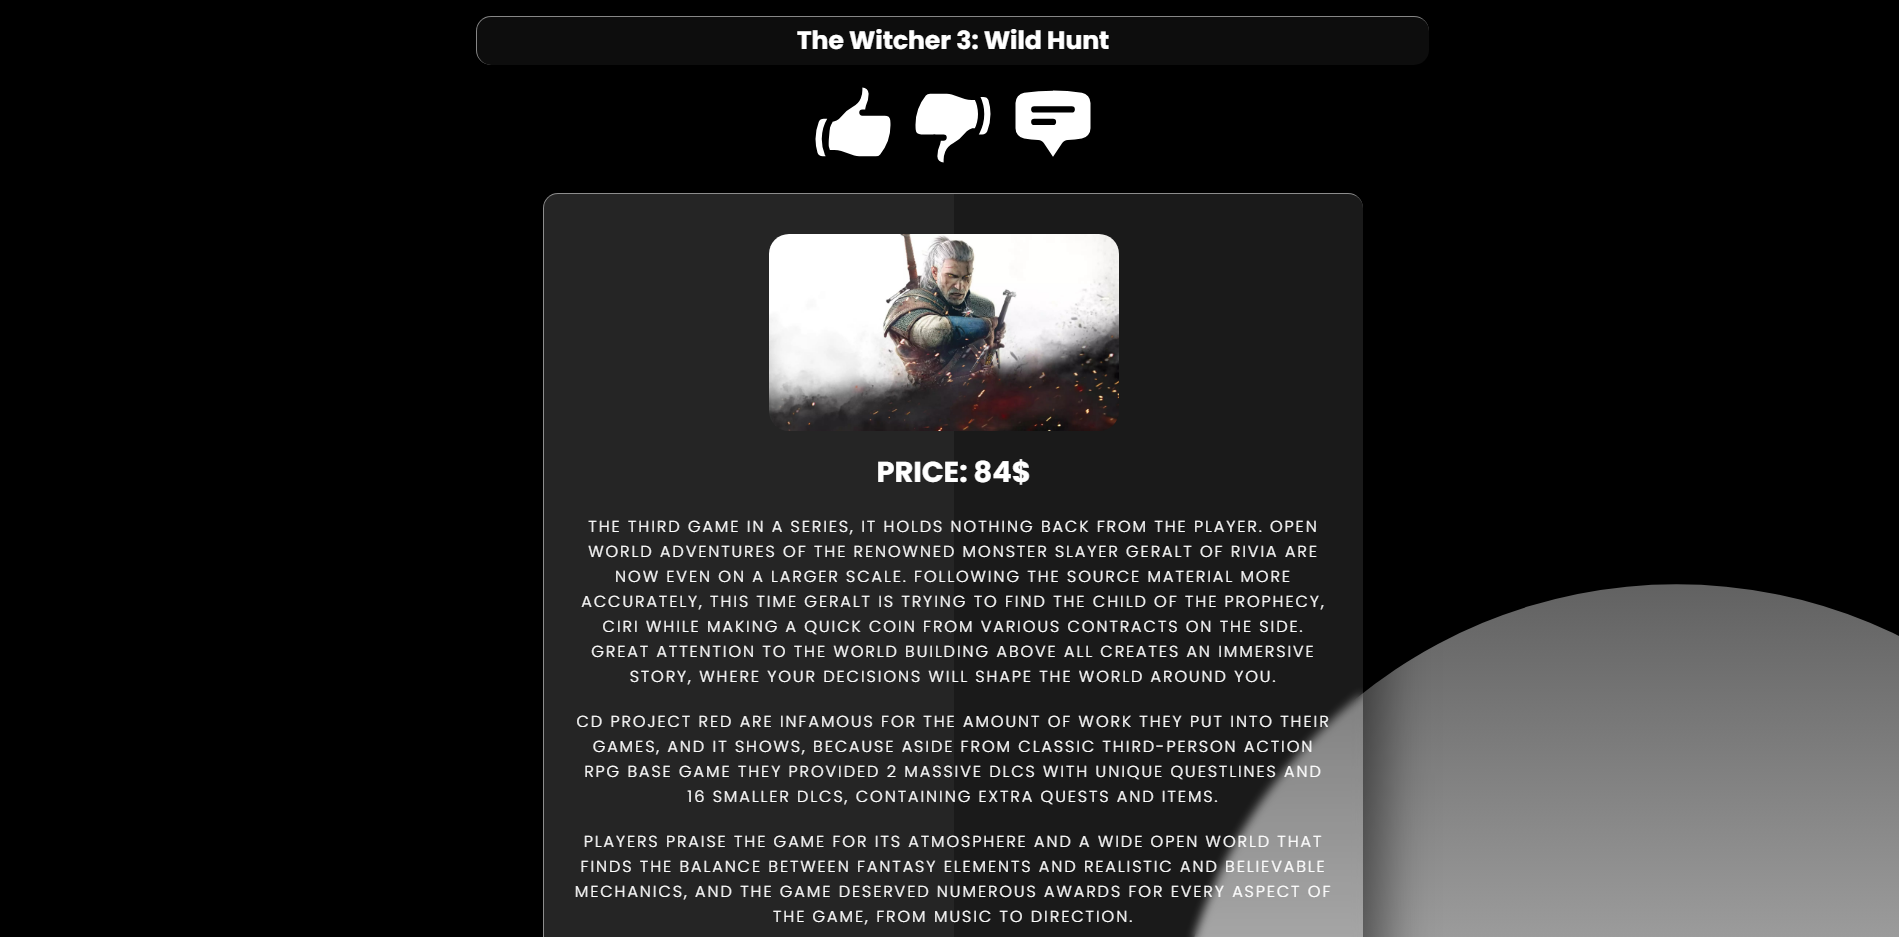 The Witcher 3: Wild Hunt
PRICE: 84$
THE THIRD GAME IN A SERIES, IT HOLDS NOTHING BACK FROM THE PLAYER. OPEN
WORLD ADVENTURES OF THE RENOWNED MONSTER SLAYER GERALT OF RIVIA ARE
NOW EVEN ON A LARGER SCALE. FOLLOWING THE SOURCE MATERIAL MORE
ACCURATELY, THIS TIME GERALT IS TRYING TO FIND THE CHILD OF THE PROPHECY,
CIRI WHILE MAKING A QUICK COIN FROM VARIOUS CONTRACTS ON THE SIDE.
GREAT ATTENTION TO THE WORLD BUILDING ABOVE ALL CREATES AN IMMERSIVE
STORY, WHERE YOUR DECISIONS WILL SHAPE THE WORLD AROUND YOU.
CD PROJECT RED ARE INFAMOUS FOR THE AMOUNT OF WORK THEY PUT INTO THEIR
GAMES, AND IT SHOWS, BECAUSE ASIDE FROM CLASSIC THIRD-PERSON ACTION
RPG BASE GAME THEY PROVIDED 2 MASSIVE DLCS WITH UNIQUE QUESTLINES AND
16 SMALLER DLCS, CONTAINING EXTRA QUESTS AND ITEMS.
PLAYERS PRAISE THE GAME FOR ITS ATMOSPHERE AND A WIDE OPEN WORLD THAT
FINDS THE BALANCE BETWEEN FANTASY ELEMENTS AND REALISTIC AND BELIEVABLE
MECHANICS, AND THE GAME DESERVED NUMEROUS AWARDS FOR EVERY ASPECT OF
THE GAME, FROM MUSIC TO DIRECTION.